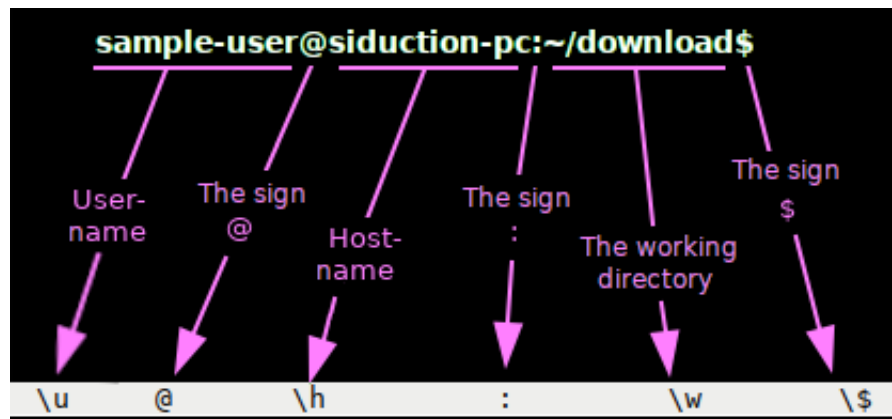 sample-user@siduction-pc:~/download$
User-
name
The sign
@
Host-
name
The sign
:
The working
directory
The sign
$
\u @ \h : \w \$